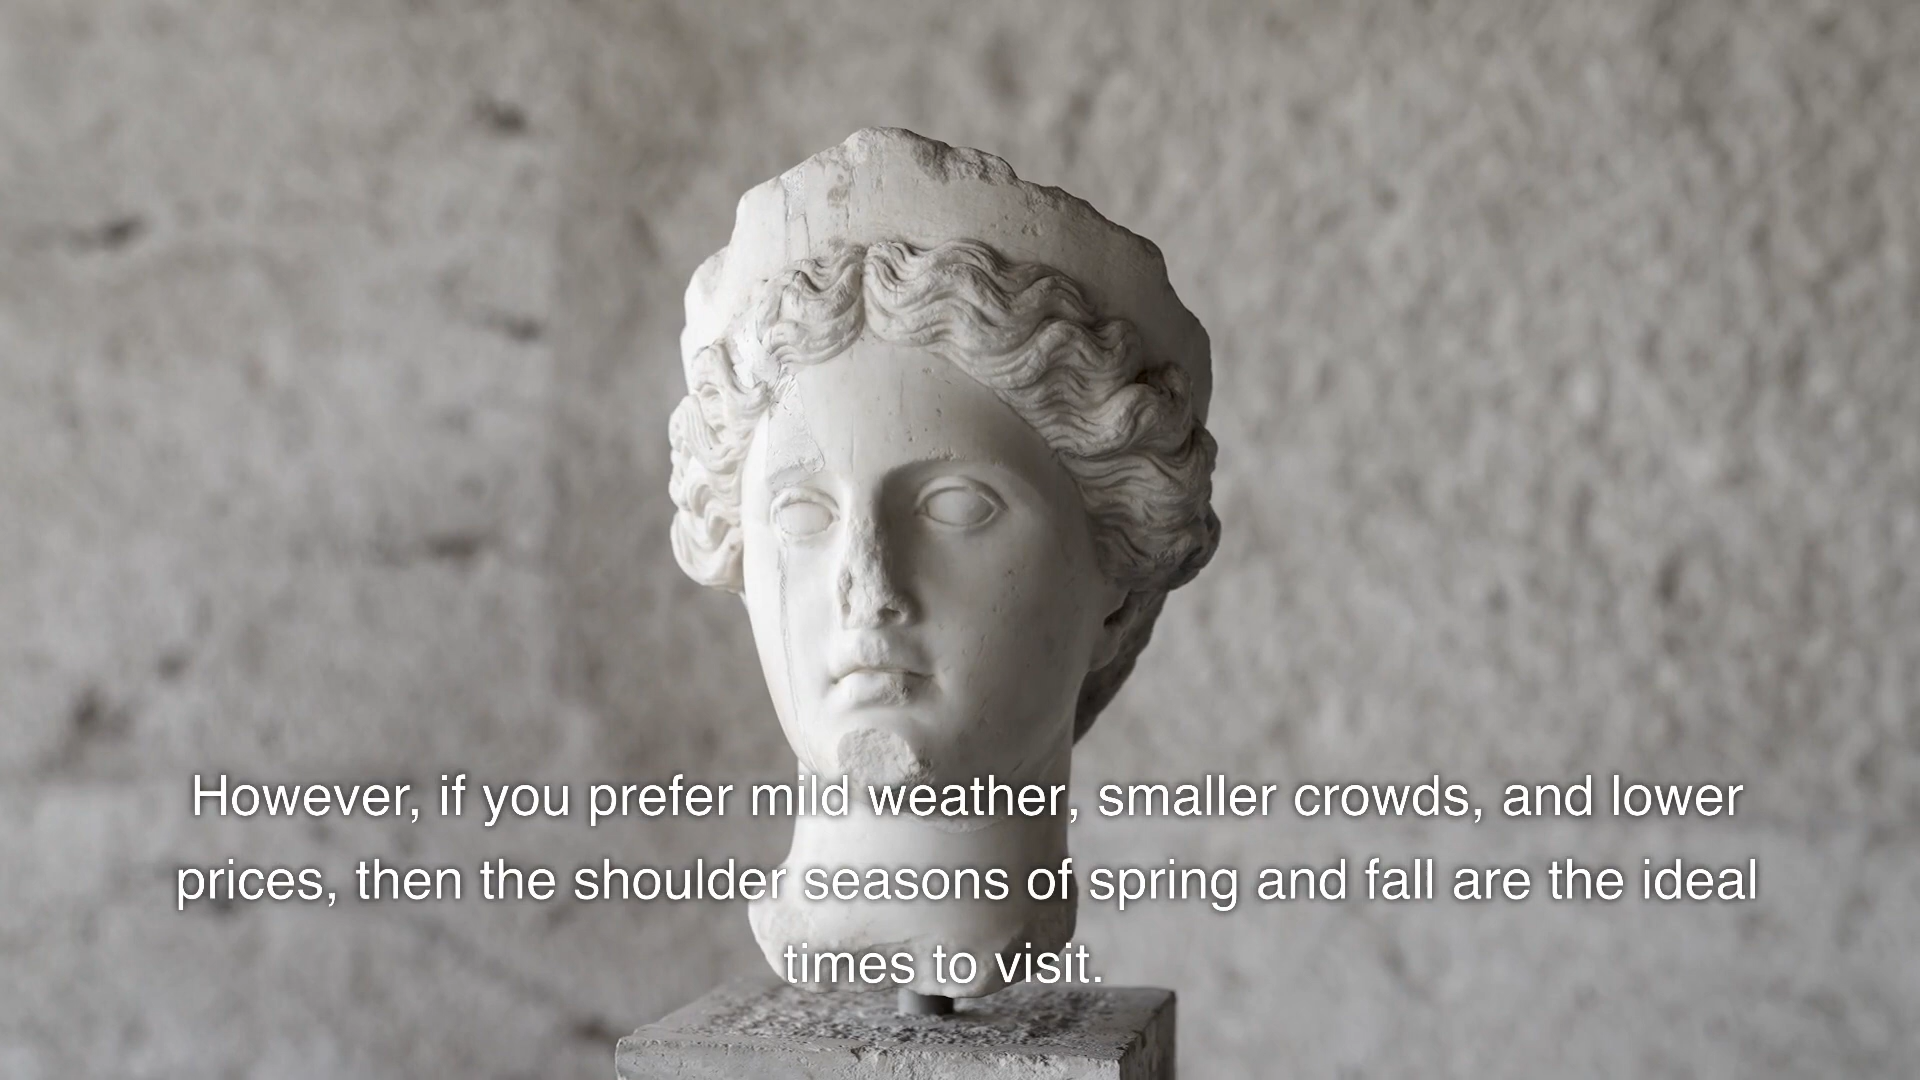 However, if you prefer mild weather, smaller crowds, and lower
prices, then the shoulder seasons of spring and fall are the ideal
times to visit.